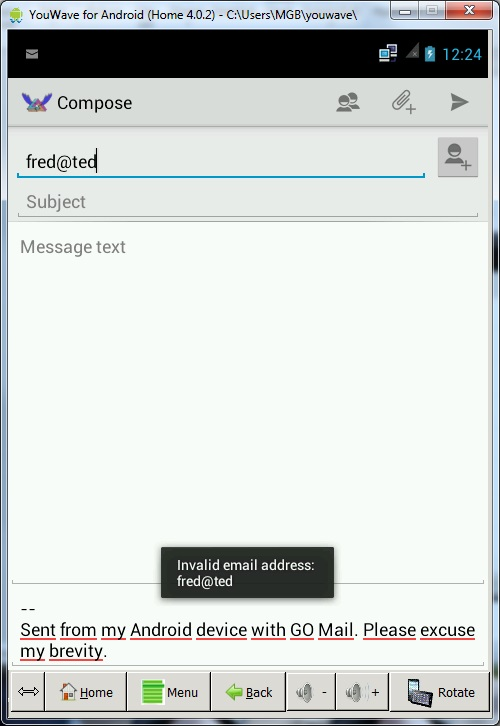 YouWave for Android (Home 4.0.2) - C:\Users\MGB\youwave\
12:24
Compose
fred@ted
Subject
Message text
Invalid email address:
fred@ted
--
Sent from my Android device with GO Mail. Please excuse
my brevity.
Home Menu Back - + Rotate